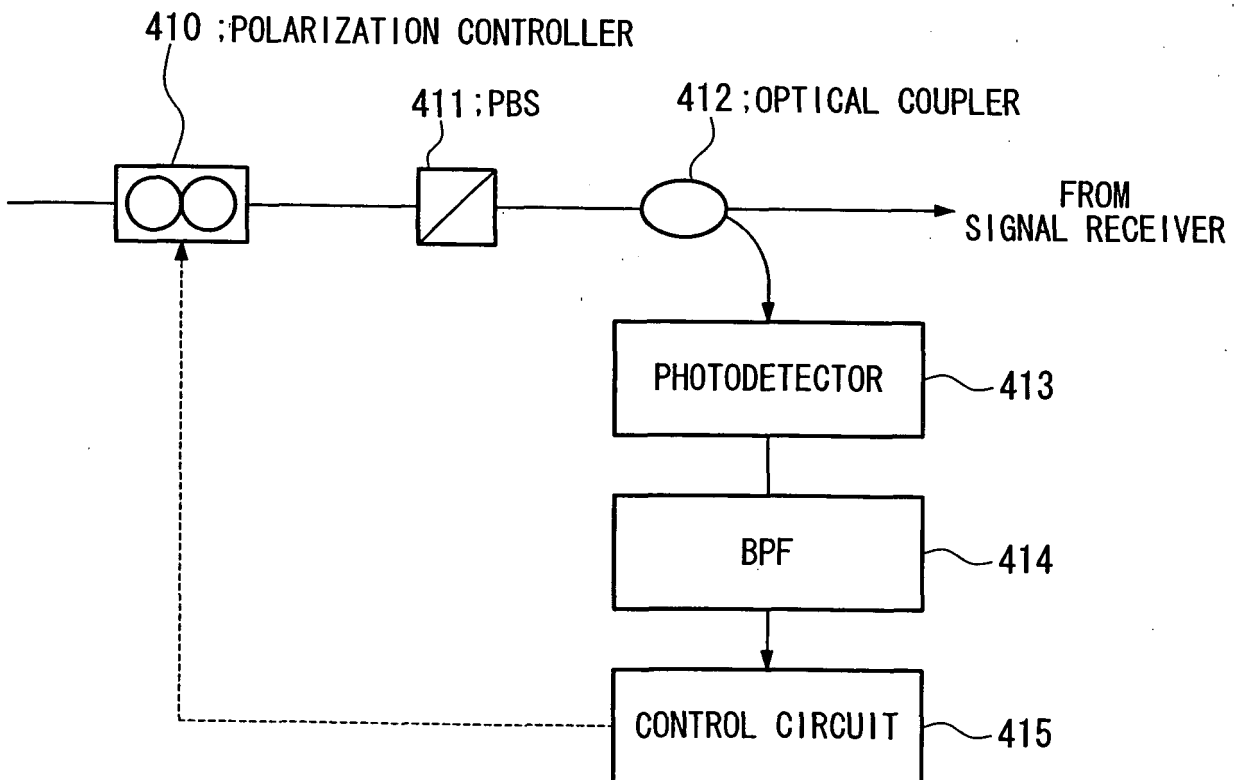 410 ;POLARIZATION CONTROLLER
411;PBS
412;OPTICAL COUPLER
FROM
SIGNAL RECEIVER
PHOTODETECTOR
413
BPF
414
CONTROL CIRCUIT
415